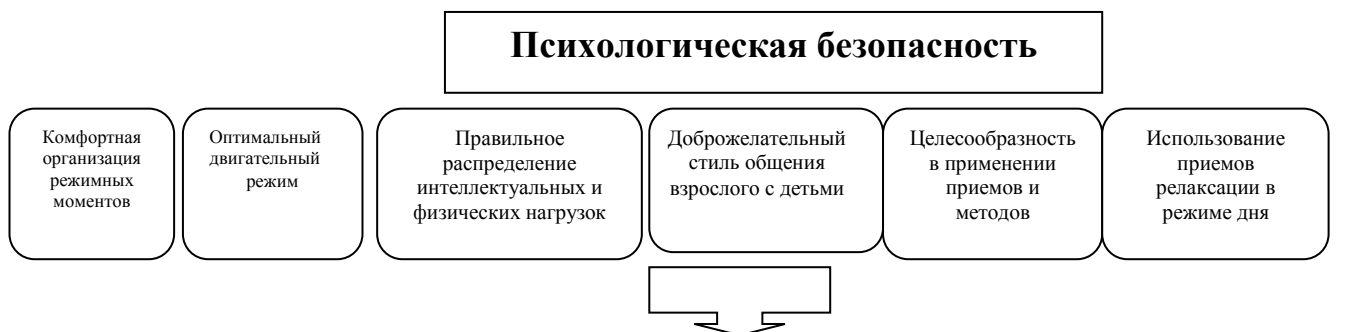 Психологическая безопасность
Комфортная
организация
режимных
моментов
Оптимальный
двигательный
режим
Правильное
распределение
интеллектуальных и
физических нагрузок
Доброжелательный
стиль общения
взрослого с детьми
Целесообразность
в применении
приемов и
методов
Использование
приемов
релаксации в
режиме дня